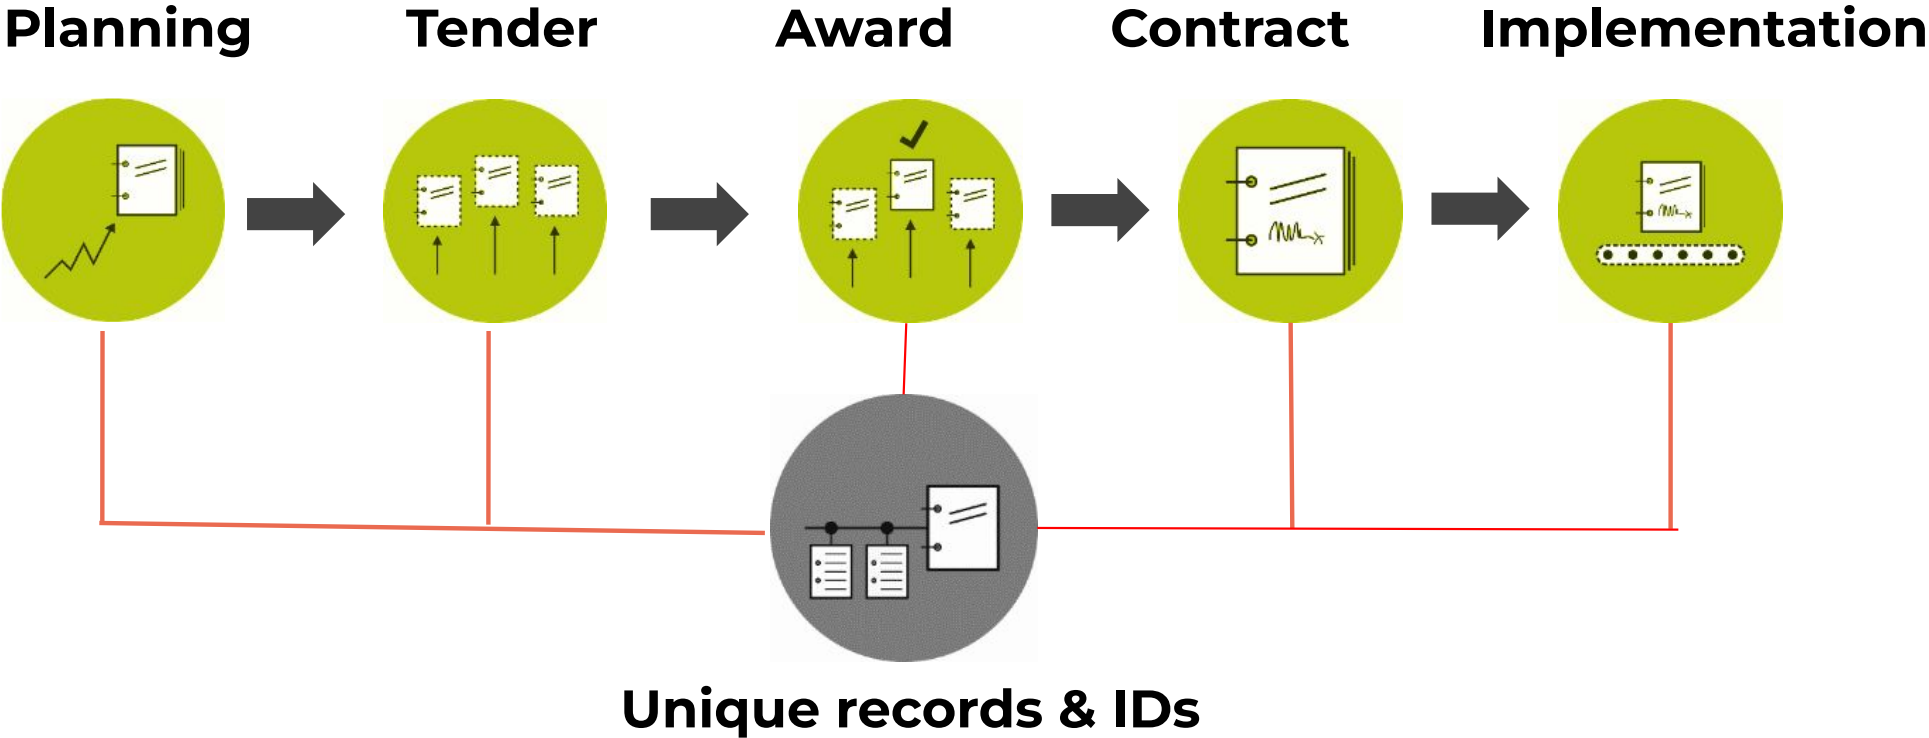 Planning Tender Award Contract Implementation
Unique records & IDs